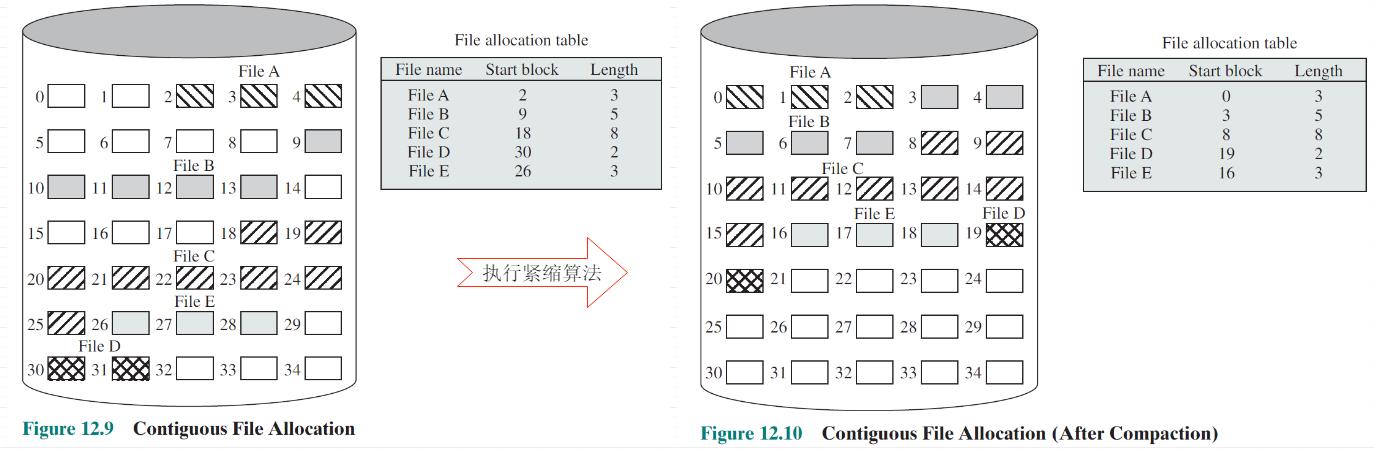 File A
0 1 2 3 4
5 6 7 8 9
File B
10 11 12 13 14
15 16 17 18 19
File C
20 21 22 23 24
File E
25 26 27 28 29
File D
30 31 32 33 34
File allocation table
File name Start block Length
File A 2 3
File B 9 5
File C 18 8
File D 30 2
File E 26 3
Figure 12.9 Contiguous File Allocation
执行紧缩算法
File A
0 1 2 3 4
File B
5 6 7 8 9
File C
10 11 12 13 14
File E File D
15 16 17 18 19
20 21 22 23 24
25 26 27 28 29
30 31 32 33 34
File allocation table
File name Start block Length
File A 0 3
File B 3 5
File C 8 8
File D 19 2
File E 16 3
Figure 12.10 Contiguous File Allocation (After Compaction)